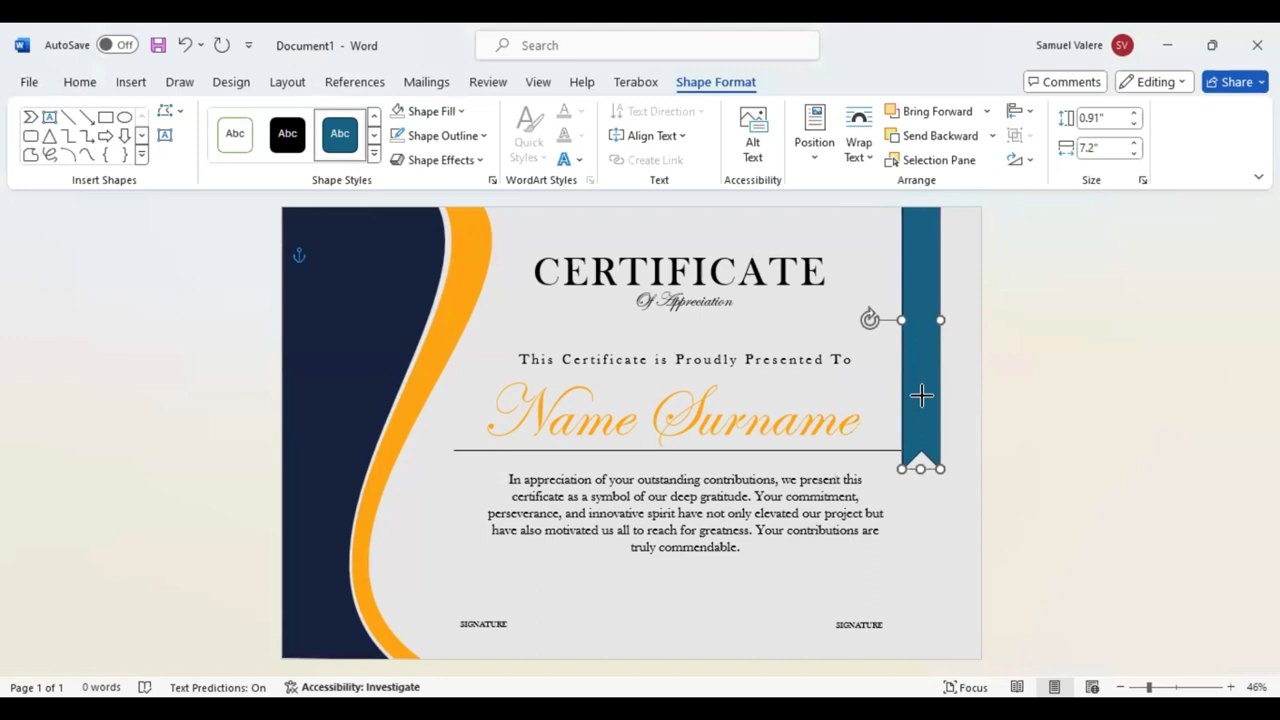 AutoSave Off Document1 - Word Search Samuel Valere SV
File Home Insert Draw Design Layout References Mailings Review View Help Terabox Shape Format Comments Editing Share
Abc Abc Abc
Shape Fill
Shape Outline
Shape Effects
Quick Styles
Text Direction
Align Text
Create Link
Alt Text
Position
Wrap Text
Bring Forward
Send Backward
Selection Pane
0.91"
7.2"
Insert Shapes Shape Styles WordArt Styles Text Accessibility Arrange Size
CERTIFICATE
Of Appreciation
This Certificate is Proudly Presented To
Name Surname
In appreciation of your outstanding contributions, we present this
certificate as a symbol of our deep gratitude. Your commitment,
perseverance, and innovative spirit have not only elevated our project but
have also motivated us all to reach for greatness. Your contributions are
truly commendable.
SIGNATURE SIGNATURE
Page 1 of 1 0 words Text Predictions: On Accessibility: Investigate Focus 46%